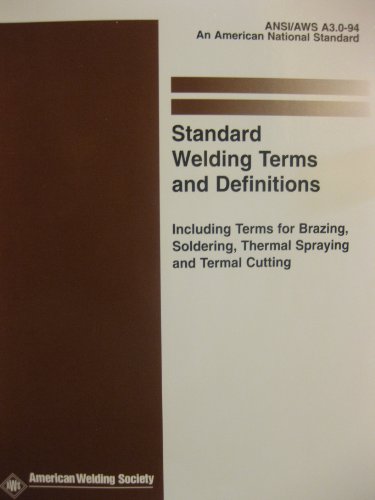 ANSI/AWS A3.0-94
An American National Standard
Standard
Welding Terms
and Definitions
Including Terms for Brazing,
Soldering, Thermal Spraying
and Termal Cutting
AWS American Welding Society